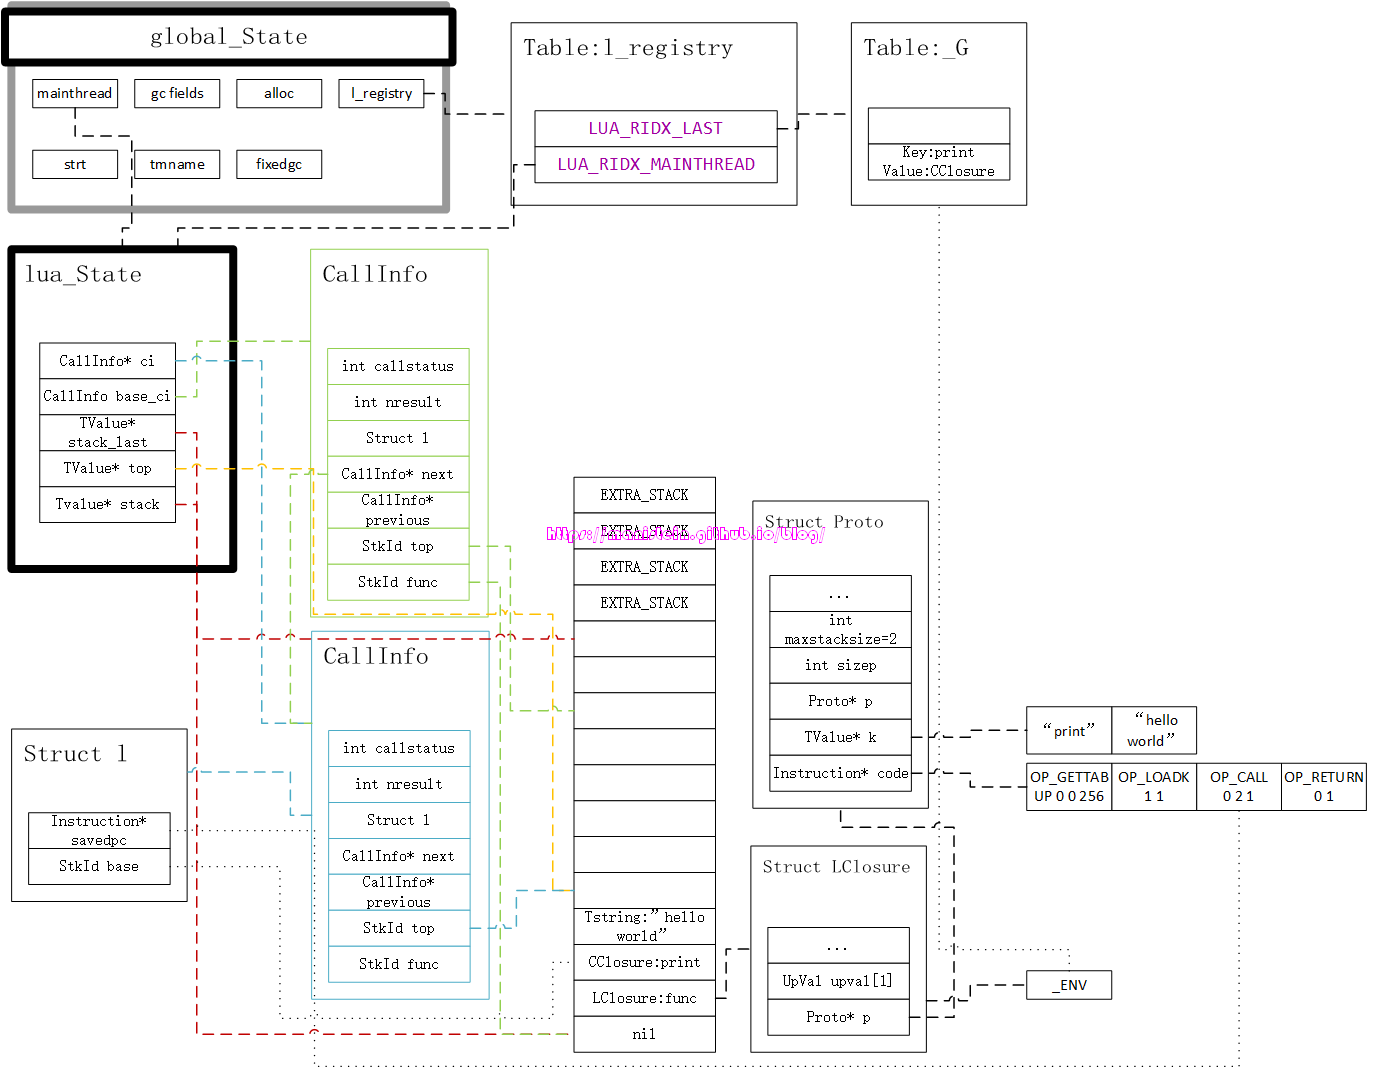 global_State
mainthread
gc fields
alloc
l_registry
strt
tmname
fixedgc
Table:l_registry
LUA_RIDX_LAST
LUA_RIDX_MAINTHREAD
Table:_G
Key:print
Value:CClosure
lua_State
CallInfo* ci
CallInfo base_ci
TValue*
stack_last
TValue* top
Tvalue* stack
CallInfo
int callstatus
int nresult
Struct 1
CallInfo* next
CallInfo*
previous
StkId top
StkId func
CallInfo
int callstatus
int nresult
Struct 1
CallInfo* next
CallInfo*
previous
StkId top
StkId func
Struct 1
Instruction*
savedpc
StkId base
EXTRA_STACK
EXTRA_STACK
EXTRA_STACK
EXTRA_STACK
Tstring:”hello
world”
CClosure:print
LClosure:func
nil
Struct Proto
...
int
maxstacksize=2
int sizep
Proto* p
TValue* k
Instruction* code
“print”
“hello
world”
OP_GETTAB
UP 0 0 256
OP_LOADK
1 1
OP_CALL
0 2 1
OP_RETURN
0 1
Struct LClosure
...
UpVal upval[1]
Proto* p
_ENV